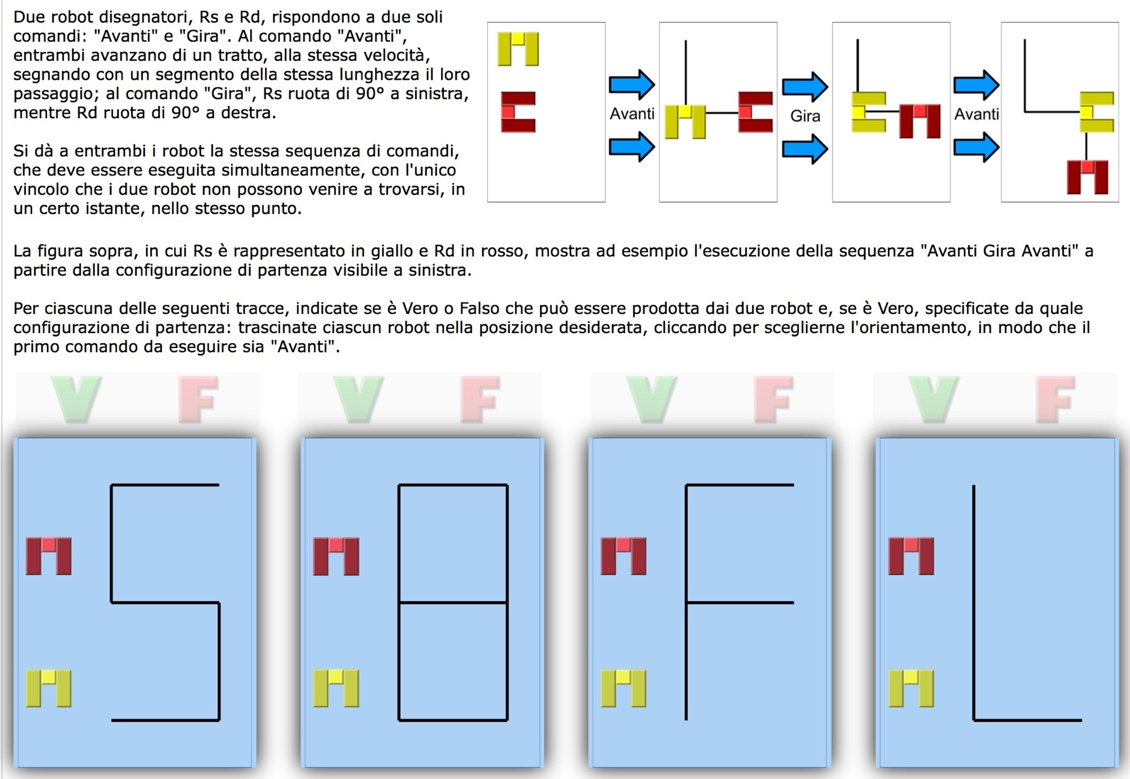 Due robot disegnatori, Rs e Rd, rispondono a due soli
comandi: "Avanti" e "Gira". Al comando "Avanti",
entrambi avanzano di un tratto, alla stessa velocità,
segnando con un segmento della stessa lunghezza il loro
passaggio; al comando "Gira", Rs ruota di 90° a sinistra,
mentre Rd ruota di 90° a destra.
Si dà a entrambi i robot la stessa sequenza di comandi,
che deve essere eseguita simultaneamente, con l'unico
vincolo che i due robot non possono venire a trovarsi, in
un certo istante, nello stesso punto.
Avanti
Gira
Avanti
La figura sopra, in cui Rs è rappresentato in giallo e Rd in rosso, mostra ad esempio l'esecuzione della sequenza "Avanti Gira Avanti" a
partire dalla configurazione di partenza visibile a sinistra.
Per ciascuna delle seguenti tracce, indicate se è Vero o Falso che può essere prodotta dai due robot e, se è Vero, specificate da quale
configurazione di partenza: trascinate ciascun robot nella posizione desiderata, cliccando per sceglierne l'orientamento, in modo che il
primo comando da eseguire sia "Avanti".
V F V F V F V F